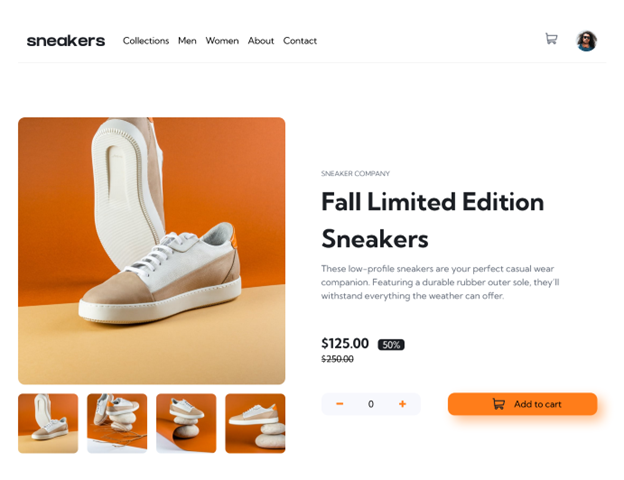 sneakers
Collections Men Women About Contact
SNEAKER COMPANY
Fall Limited Edition
Sneakers
These low-profile sneakers are your perfect casual wear
companion. Featuring a durable rubber outer sole, they'll
withstand everything the weather can offer.
$125.00 50%
$250.00
− 0 +
Add to cart